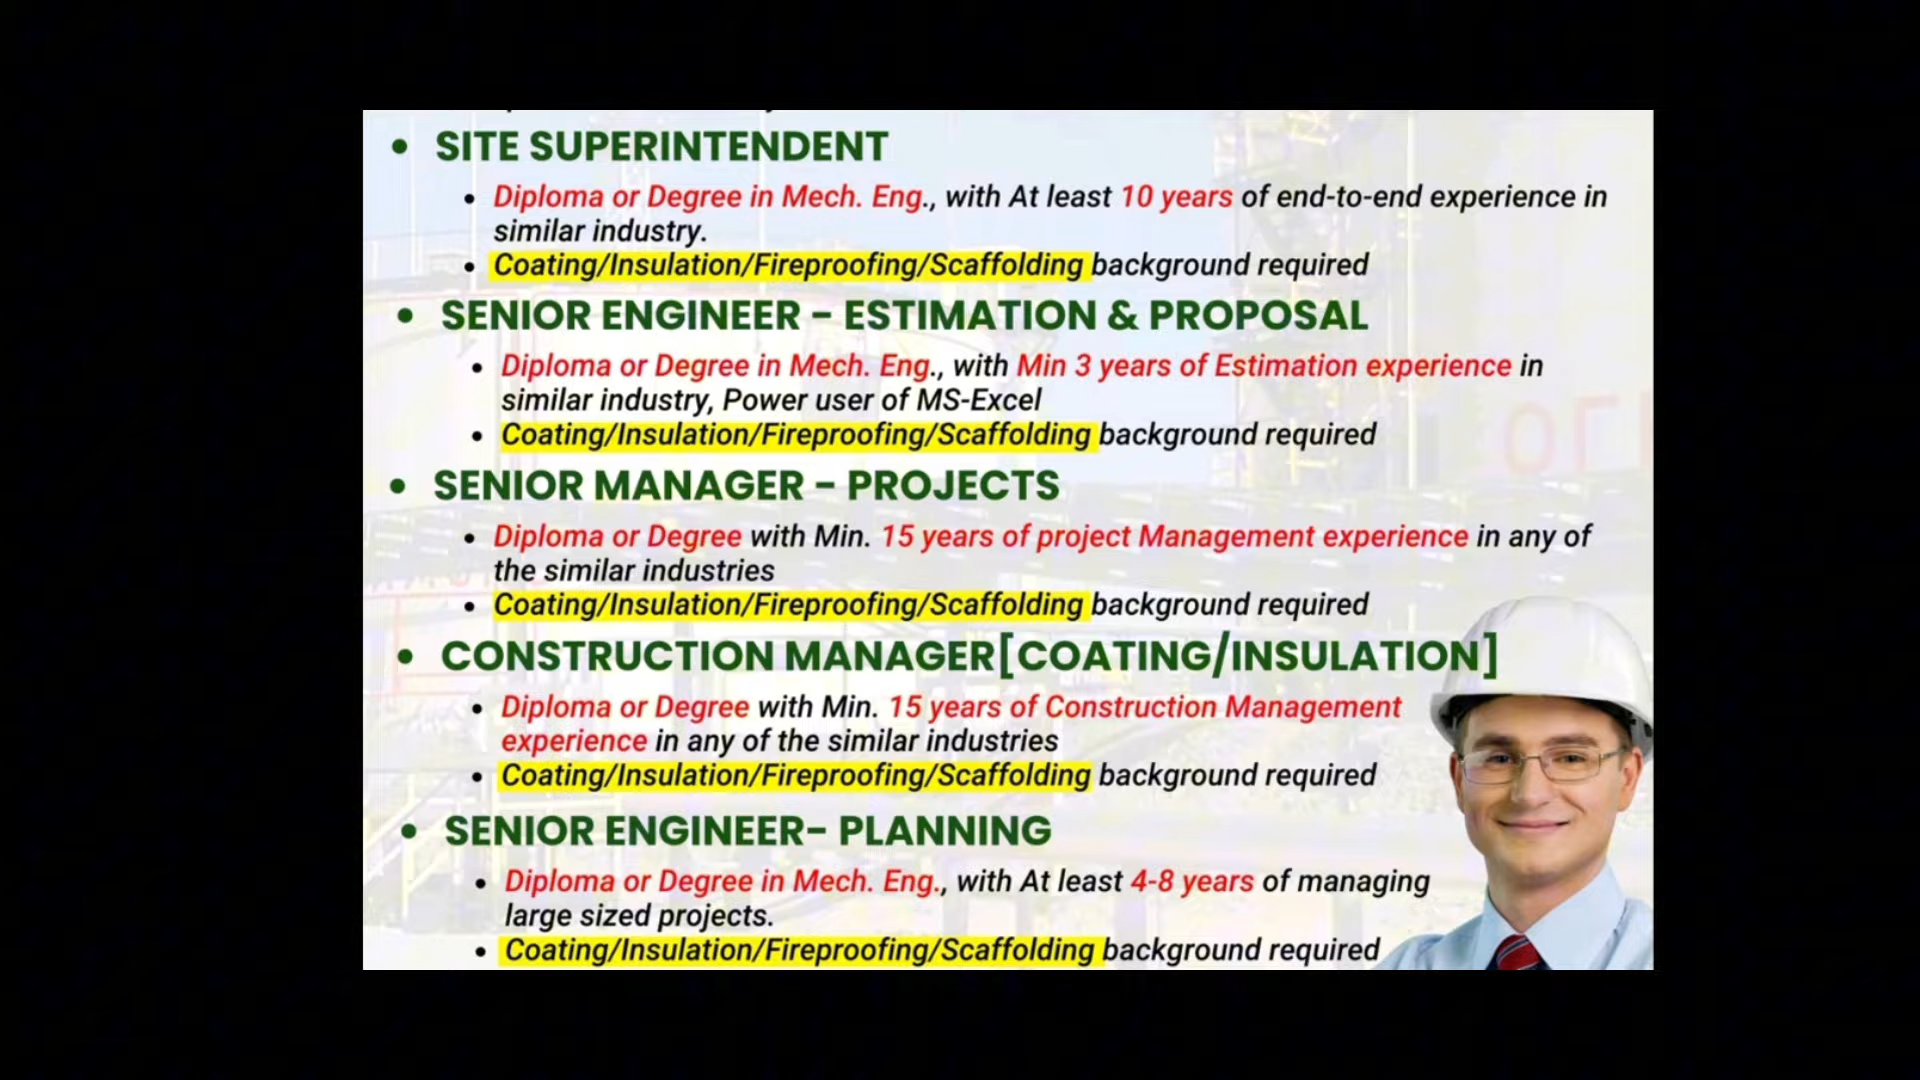 • SITE SUPERINTENDENT
• Diploma or Degree in Mech. Eng., with At least 10 years of end-to-end experience in
similar industry.
• Coating/Insulation/Fireproofing/Scaffolding background required
• SENIOR ENGINEER - ESTIMATION & PROPOSAL
• Diploma or Degree in Mech. Eng., with Min 3 years of Estimation experience in
similar industry, Power user of MS-Excel
• Coating/Insulation/Fireproofing/Scaffolding background required
• SENIOR MANAGER - PROJECTS
• Diploma or Degree with Min. 15 years of project Management experience in any of
the similar industries
• Coating/Insulation/Fireproofing/Scaffolding background required
• CONSTRUCTION MANAGER[COATING/INSULATION]
• Diploma or Degree with Min. 15 years of Construction Management
experience in any of the similar industries
• Coating/Insulation/Fireproofing/Scaffolding background required
• SENIOR ENGINEER- PLANNING
• Diploma or Degree in Mech. Eng., with At least 4-8 years of managing
large sized projects.
• Coating/Insulation/Fireproofing/Scaffolding background required